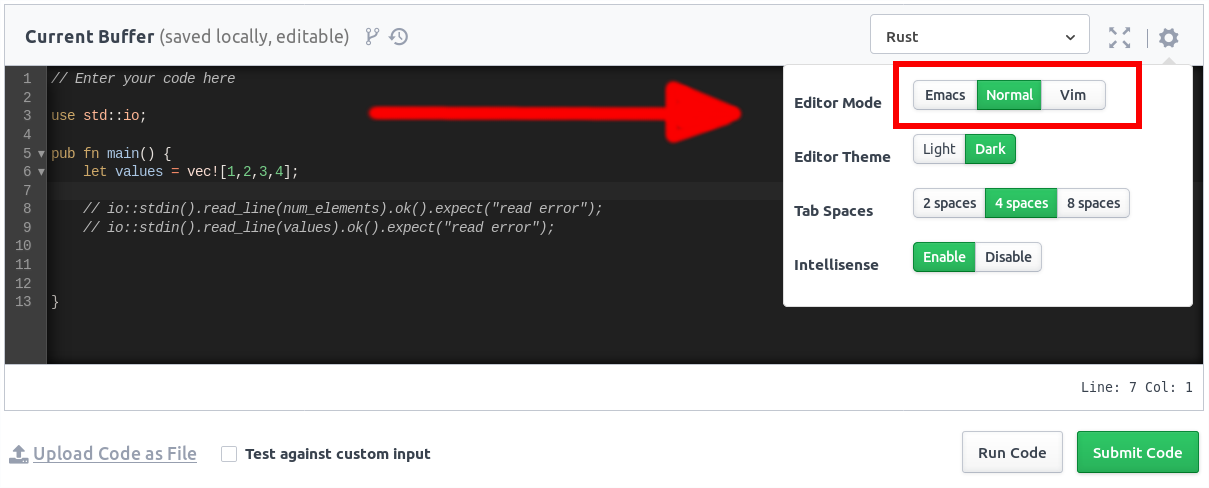 Current Buffer (saved locally, editable)
Rust
1 // Enter your code here
2
3 use std::io;
4
5 pub fn main() {
6     let values = vec![1,2,3,4];
7
8     // io::stdin().read_line(num_elements).ok().expect("read error");
9     // io::stdin().read_line(values).ok().expect("read error");
10
11
12
13 }
Editor Mode Emacs Normal Vim
Editor Theme Light Dark
Tab Spaces 2 spaces 4 spaces 8 spaces
Intellisense Enable Disable
Line: 7 Col: 1
Upload Code as File Test against custom input Run Code Submit Code